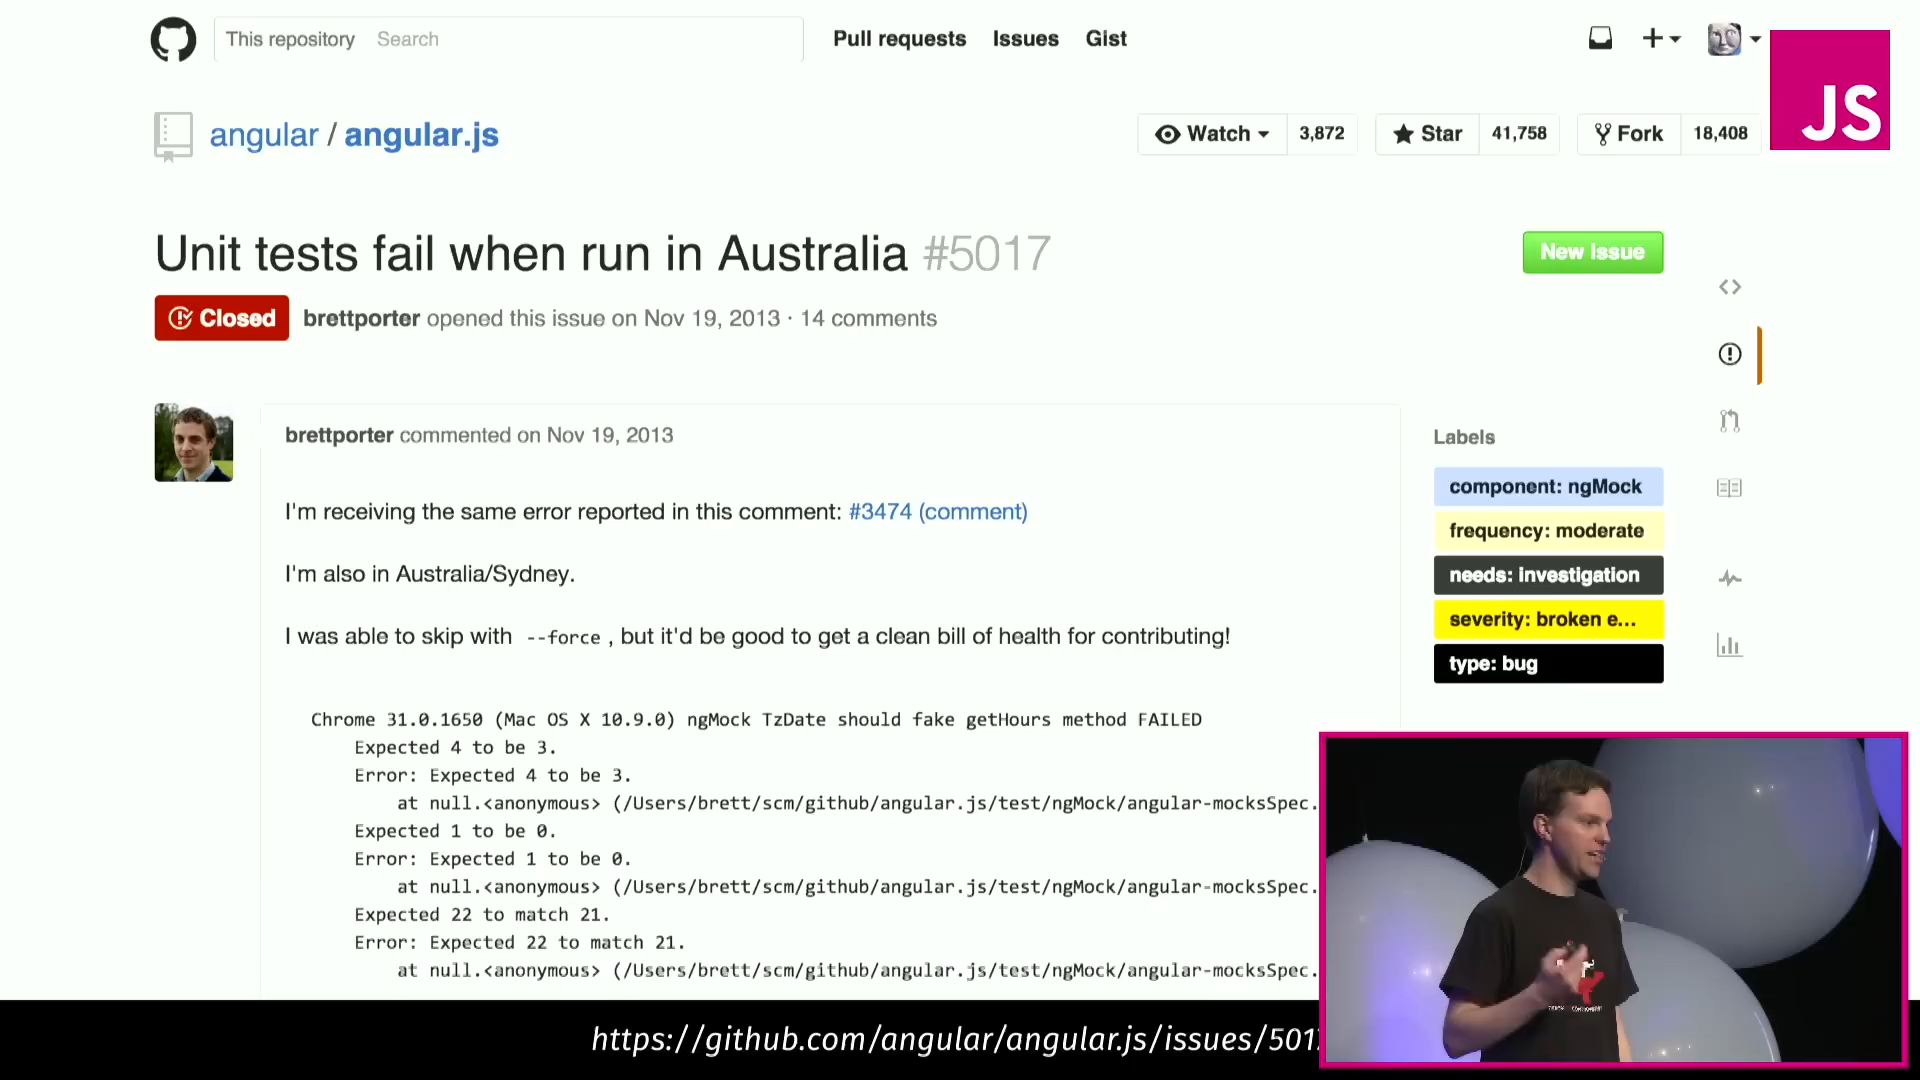 This repository Search Pull requests Issues Gist
JS
angular / angular.js
Watch 3,872 Star 41,758 Fork 18,408
Unit tests fail when run in Australia #5017
New issue
Closed brettporter opened this issue on Nov 19, 2013 · 14 comments
brettporter commented on Nov 19, 2013
I'm receiving the same error reported in this comment: #3474 (comment)
I'm also in Australia/Sydney.
I was able to skip with --force , but it'd be good to get a clean bill of health for contributing!
Chrome 31.0.1650 (Mac OS X 10.9.0) ngMock TzDate should fake getHours method FAILED
Expected 4 to be 3.
Error: Expected 4 to be 3.
at null.<anonymous> (/Users/brett/scm/github/angular.js/test/ngMock/angular-mocksSpec.
Expected 1 to be 0.
Error: Expected 1 to be 0.
at null.<anonymous> (/Users/brett/scm/github/angular.js/test/ngMock/angular-mocksSpec.
Expected 22 to match 21.
Error: Expected 22 to match 21.
at null.<anonymous> (/Users/brett/scm/github/angular.js/test/ngMock/angular-mocksSpec.
Labels
component: ngMock
frequency: moderate
needs: investigation
severity: broken e...
type: bug
https://github.com/angular/angular.js/issues/501